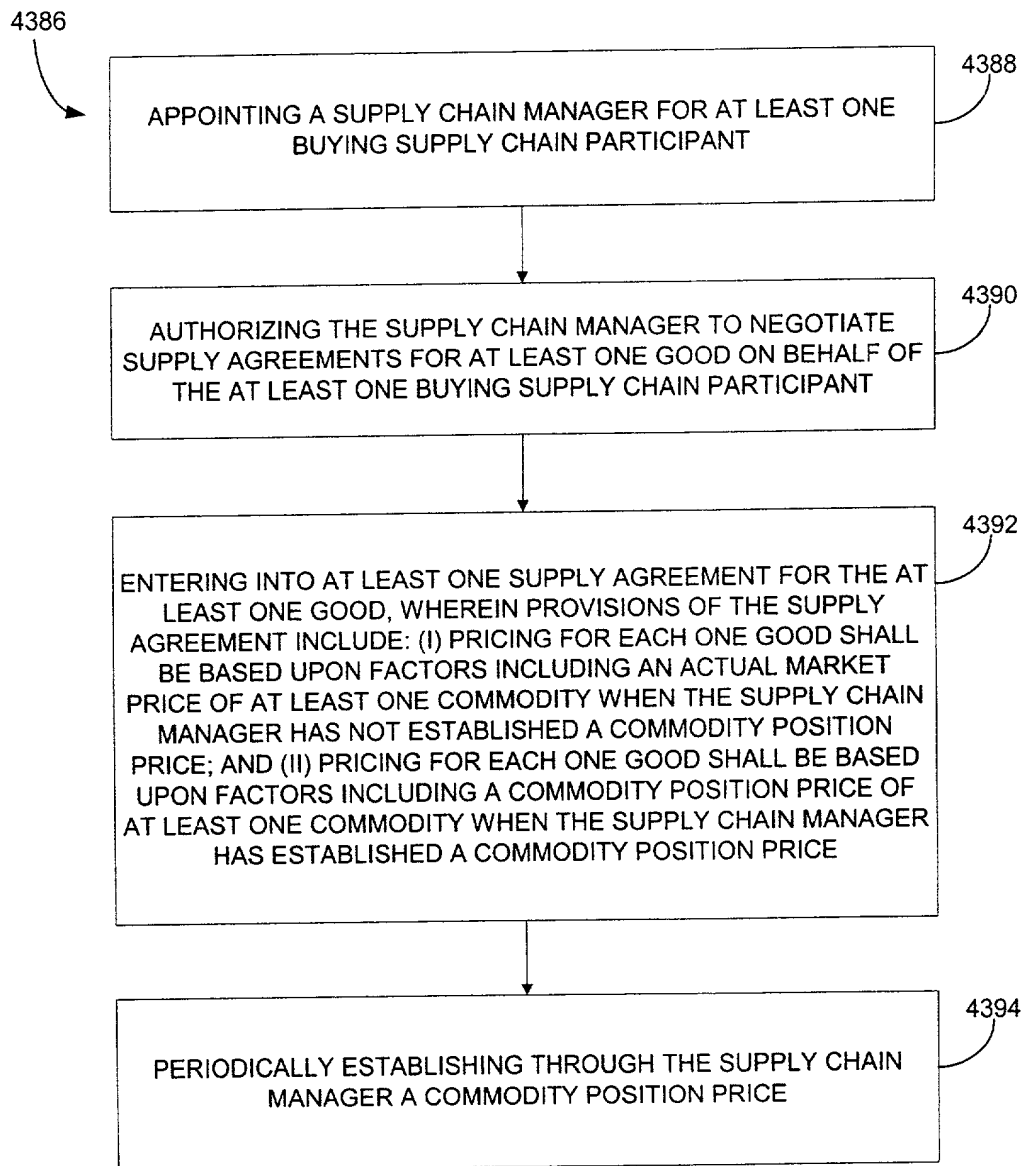 4386
4388
APPOINTING A SUPPLY CHAIN MANAGER FOR AT LEAST ONE
BUYING SUPPLY CHAIN PARTICIPANT
4390
AUTHORIZING THE SUPPLY CHAIN MANAGER TO NEGOTIATE
SUPPLY AGREEMENTS FOR AT LEAST ONE GOOD ON BEHALF OF
THE AT LEAST ONE BUYING SUPPLY CHAIN PARTICIPANT
4392
ENTERING INTO AT LEAST ONE SUPPLY AGREEMENT FOR THE AT
LEAST ONE GOOD, WHEREIN PROVISIONS OF THE SUPPLY
AGREEMENT INCLUDE: (I) PRICING FOR EACH ONE GOOD SHALL
BE BASED UPON FACTORS INCLUDING AN ACTUAL MARKET
PRICE OF AT LEAST ONE COMMODITY WHEN THE SUPPLY CHAIN
MANAGER HAS NOT ESTABLISHED A COMMODITY POSITION
PRICE; AND (II) PRICING FOR EACH ONE GOOD SHALL BE BASED
UPON FACTORS INCLUDING A COMMODITY POSITION PRICE OF
AT LEAST ONE COMMODITY WHEN THE SUPPLY CHAIN MANAGER
HAS ESTABLISHED A COMMODITY POSITION PRICE
4394
PERIODICALLY ESTABLISHING THROUGH THE SUPPLY CHAIN
MANAGER A COMMODITY POSITION PRICE